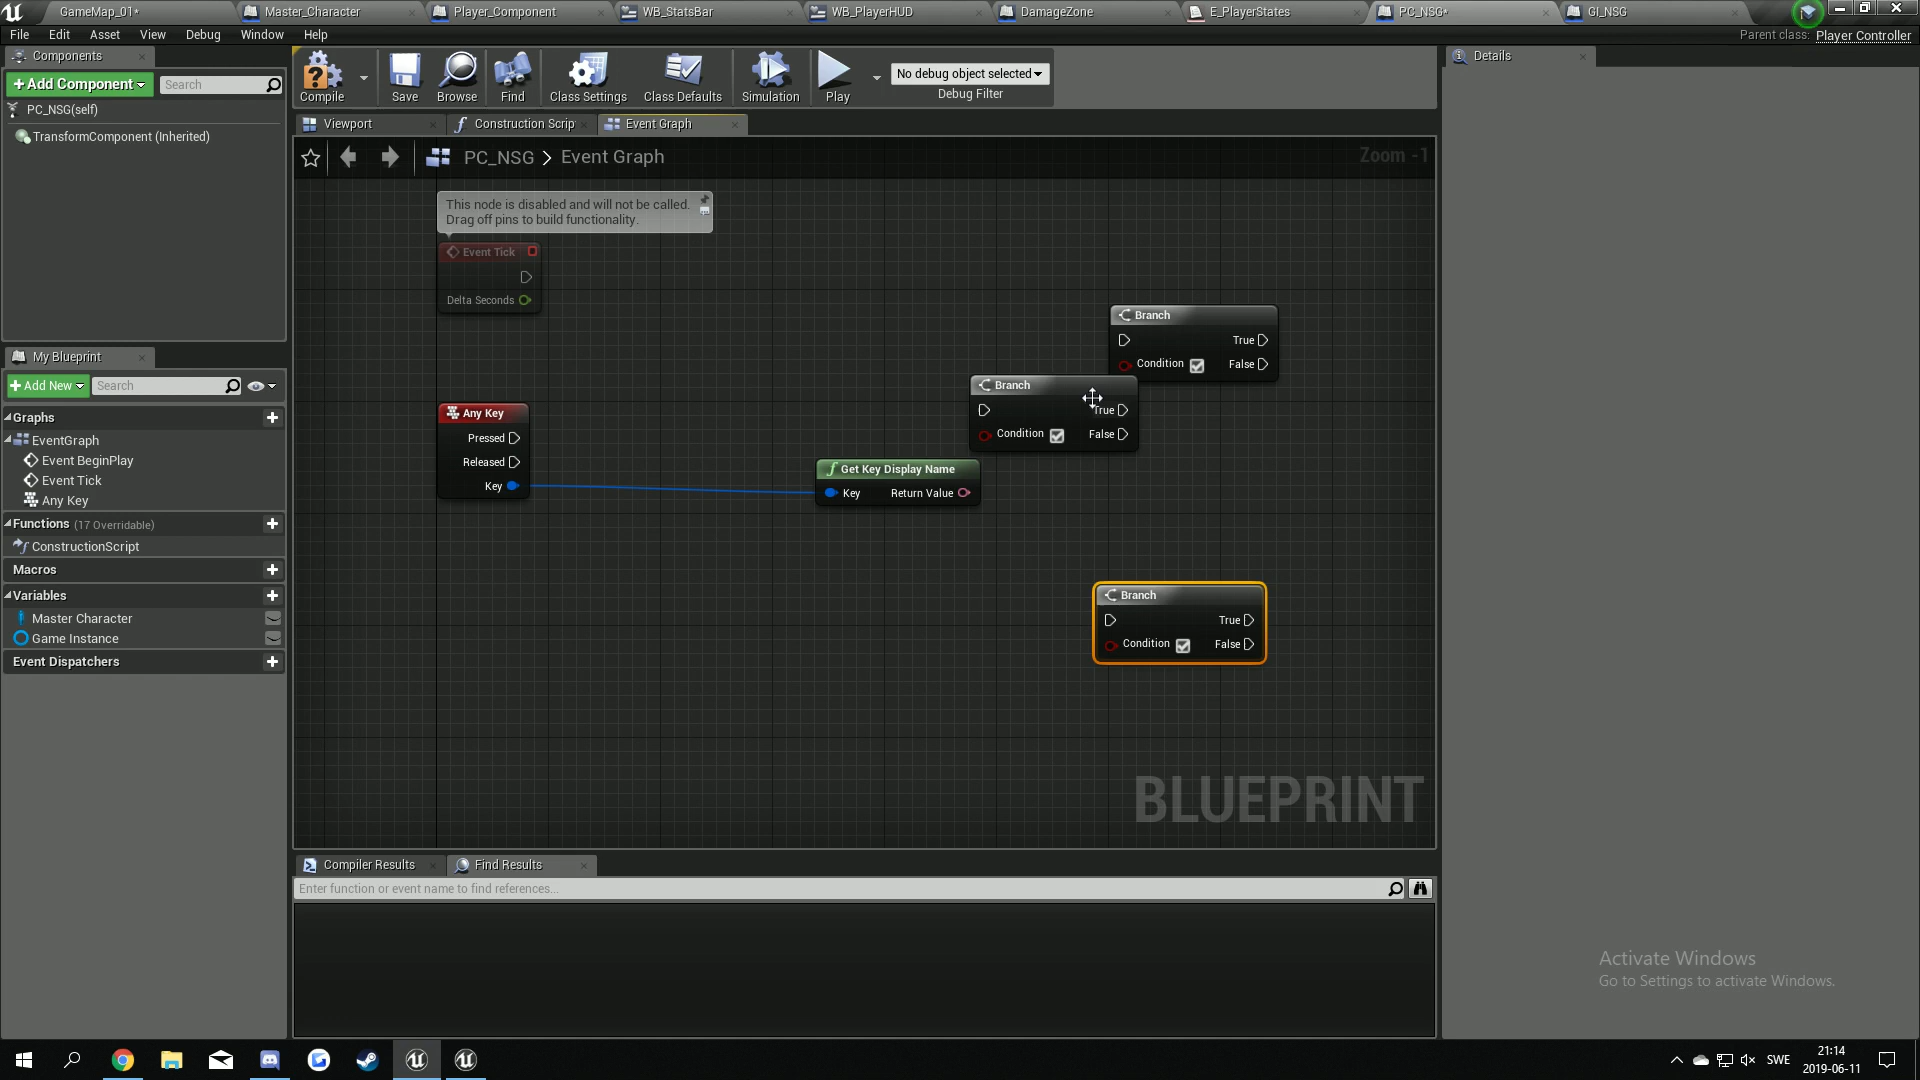 GameMap_01*
Master_Character
Player_Component
WB_StatsBar
WB_PlayerHUD
DamageZone
E_PlayerStates
PC_NSG*
GI_NSG
File Edit Asset View Debug Window Help
Parent class: Player Controller
Components
+Add Component
Search
PC_NSG(self)
TransformComponent (Inherited)
Compile
Save
Browse
Find
Class Settings
Class Defaults
Simulation
Play
No debug object selected
Debug Filter
Details
Viewport
Construction Scrip
Event Graph
PC_NSG > Event Graph
Zoom -1
This node is disabled and will not be called.
Drag off pins to build functionality.
Event Tick
Delta Seconds
Branch
True
Condition
False
Branch
True
Condition
False
Any Key
Pressed
Released
Key
Get Key Display Name
Key Return Value
Branch
True
Condition
False
BLUEPRINT
My Blueprint
+Add New
Search
Graphs
EventGraph
Event BeginPlay
Event Tick
Any Key
Functions (17 Overridable)
ConstructionScript
Macros
Variables
Master Character
Game Instance
Event Dispatchers
Compiler Results
Find Results
Enter function or event name to find references...
Activate Windows
Go to Settings to activate Windows.
SWE
21:14
2019-06-11